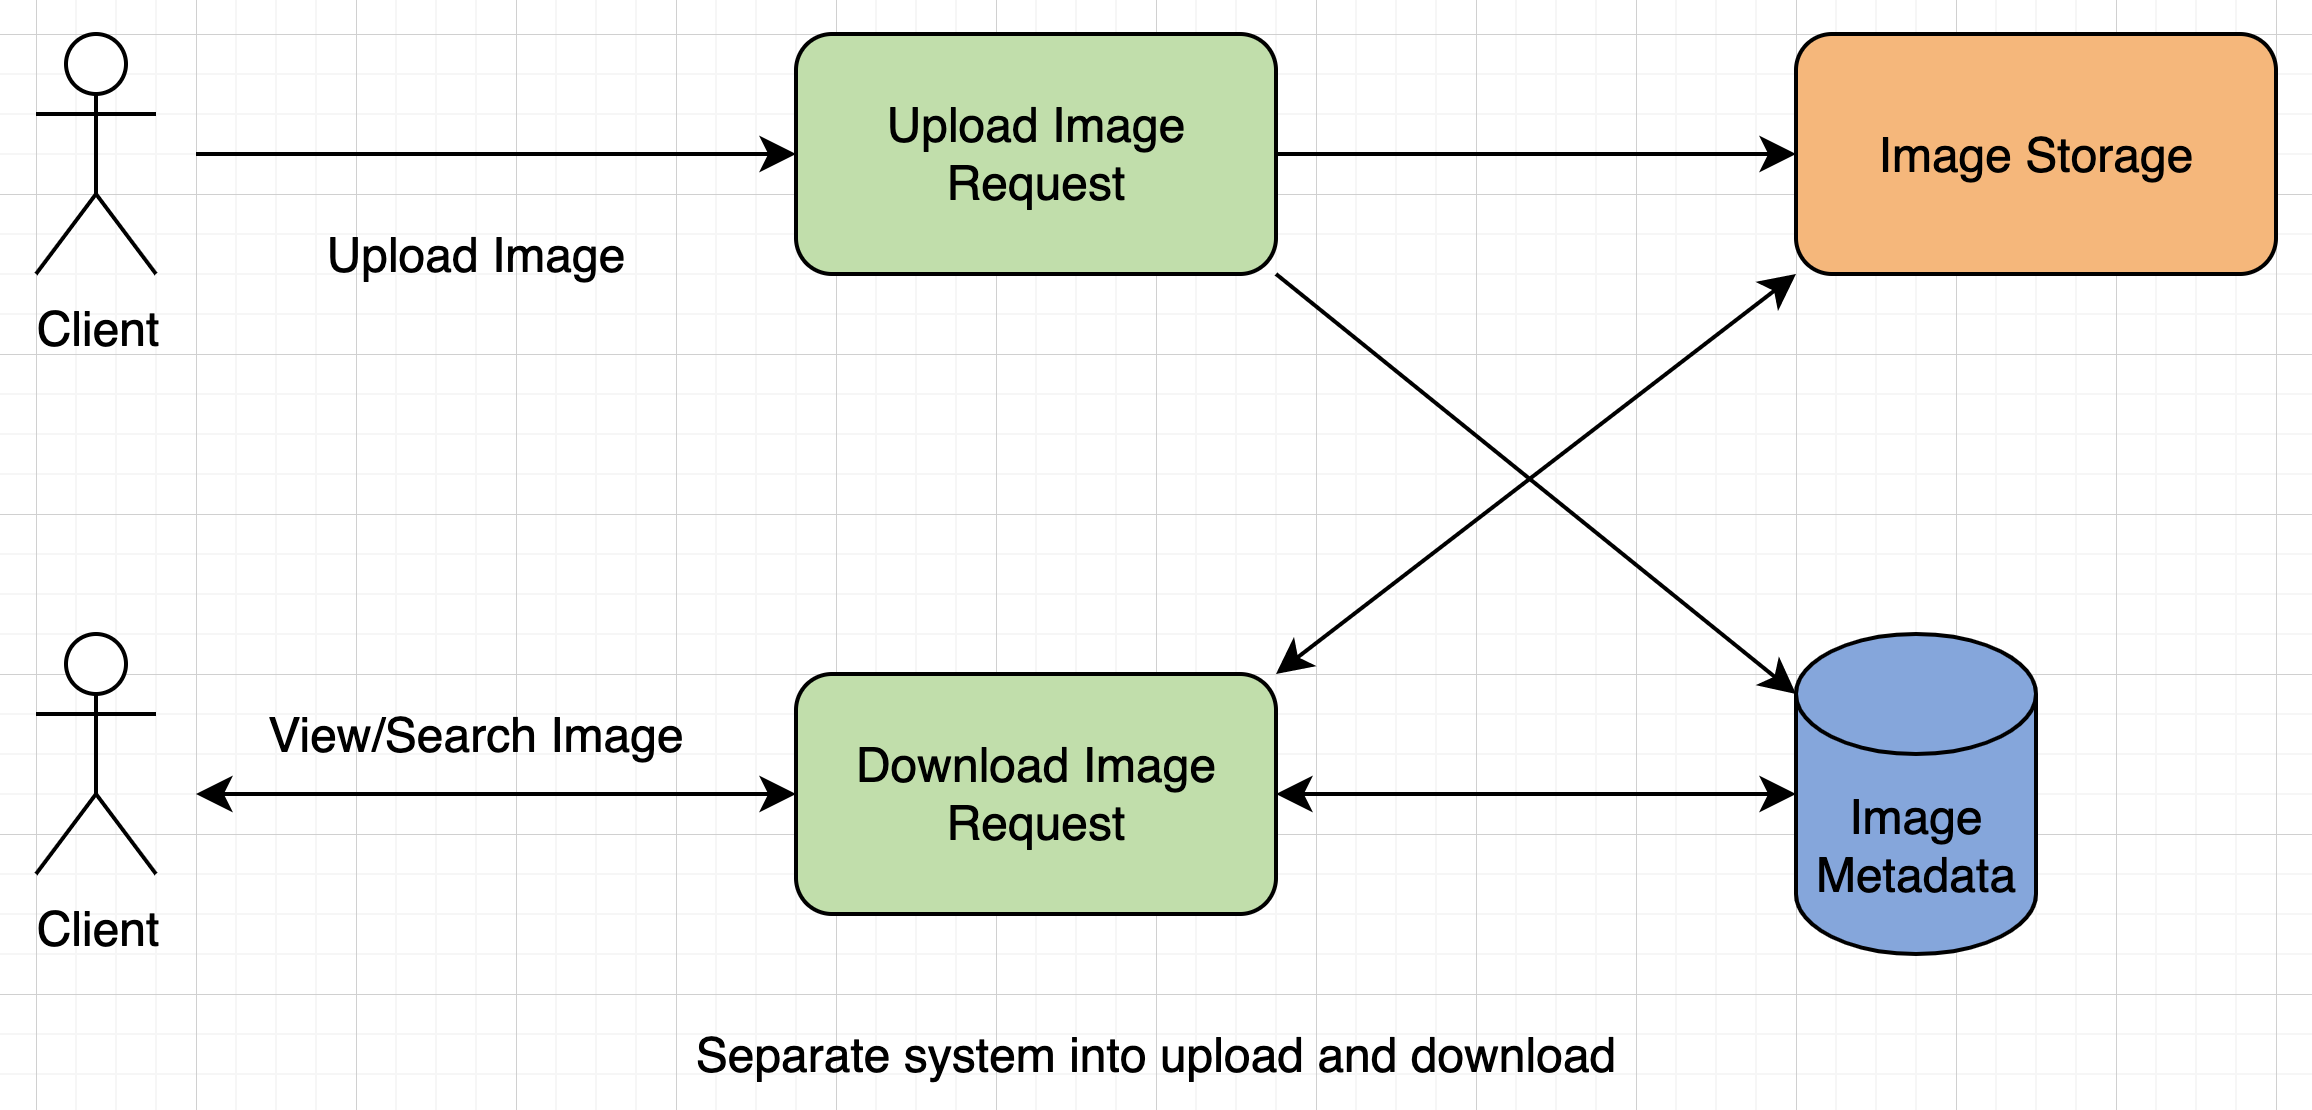 Upload Image
Request
Image Storage
Upload Image
Client
View/Search Image
Download Image
Request
Image
Metadata
Client
Separate system into upload and download